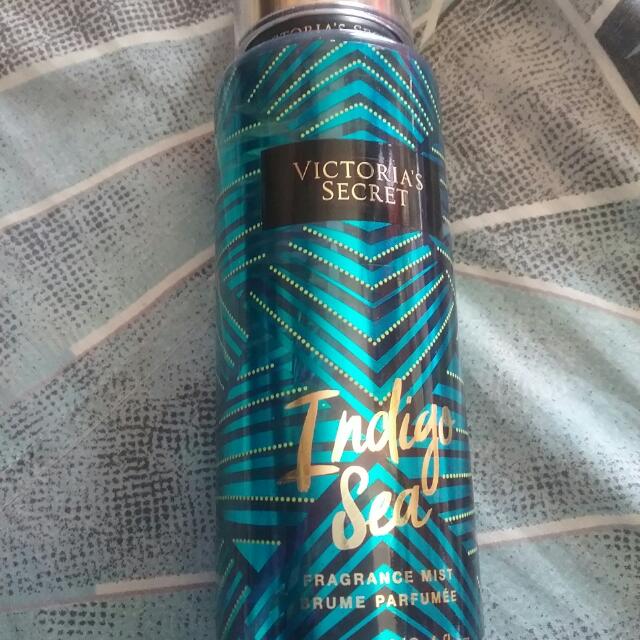 VICTORIA'S
SECRET
Indigo
Sea
FRAGRANCE MIST
BRUME PARFUMÉE